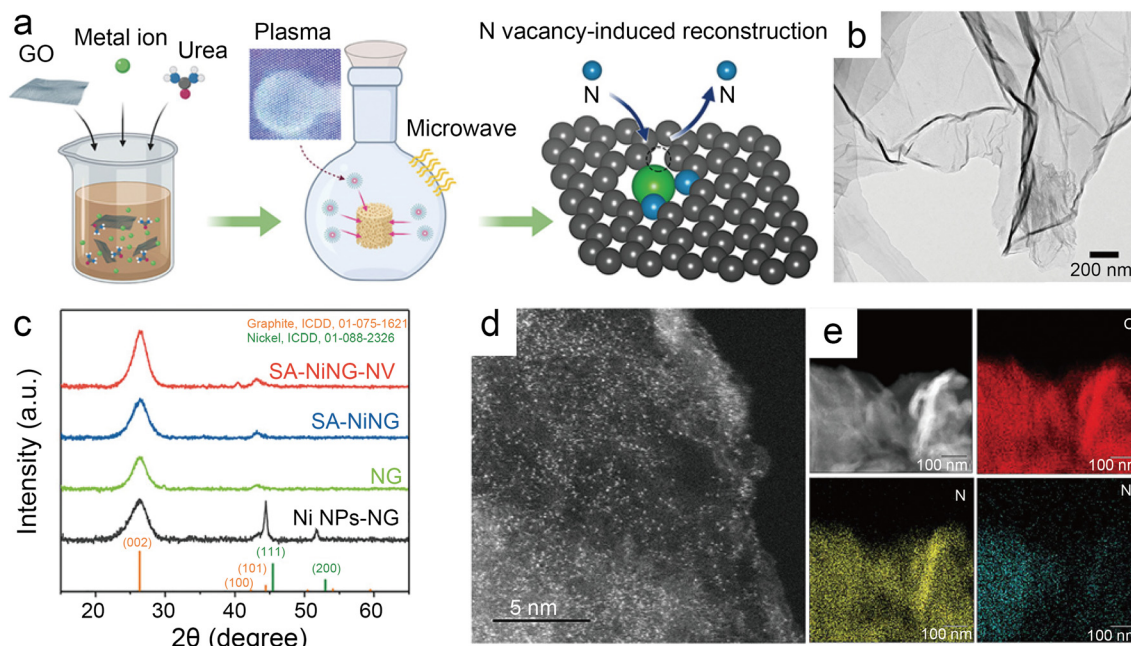 a
GO
Metal ion
Urea
Plasma
Microwave
N vacancy-induced reconstruction
N
N
b
200 nm
c
Graphite, ICDD, 01-075-1621
Nickel, ICDD, 01-088-2326
SA-NiNG-NV
SA-NiNG
NG
Ni NPs-NG
(002)
(100)
(101)
(111)
(200)
Intensity (a.u.)
20
30
40
50
60
2θ (degree)
d
5 nm
e
100 nm
100 nm
N
100 nm
100 nm